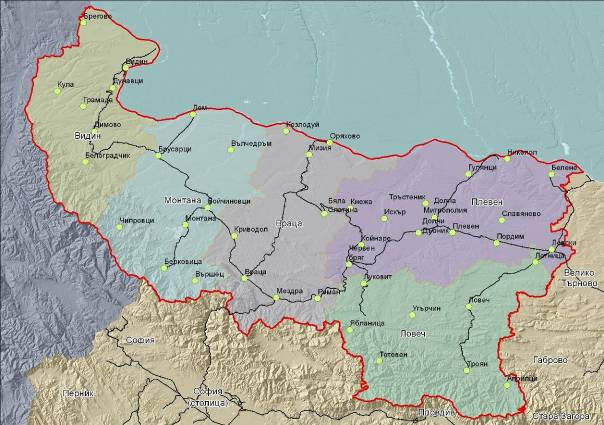 Брегово
Видин
Кула
Дунавци
Грамада
Димово
Видин
Белоградчик
Лом
Козлодуй
Оряхово
Вълчедръм
Мизия
Брусарци
Никопол
Гулянци
Белене
Монтана
Бойчиновци
Бяла
Слатина
Кнежа
Тръстеник
Искър
Долна
Митрополия
Плевен
Славяново
Чипровци
Монтана
Криводол
Враца
Долни
Дъбник
Плевен
Койнаре
Пордим
Левски
Червен
бряг
Летница
Берковица
Вършец
Враца
Мездра
Роман
Луковит
Велико
Търново
Ловеч
Угърчин
Ябланица
Ловеч
София
Тетевен
Троян
Габрово
Априлци
Перник
София
(столица)
Пловдив
Стара Загора